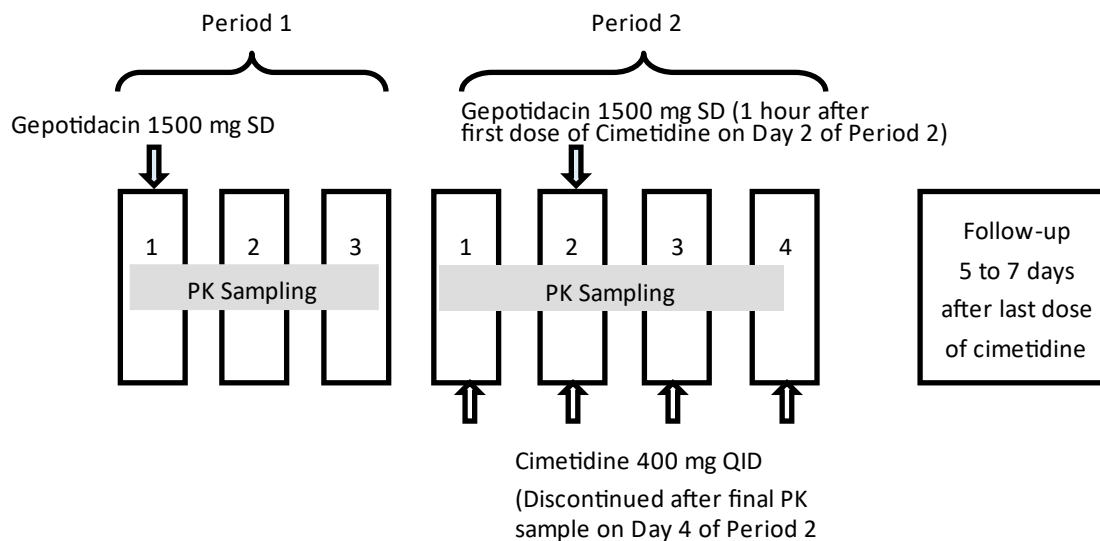 Period 1
Period 2
Gepotidacin 1500 mg SD
Gepotidacin 1500 mg SD (1 hour after
first dose of Cimetidine on Day 2 of Period 2)
1
2
3
1
2
3
4
PK Sampling
PK Sampling
Follow-up
5 to 7 days
after last dose
of cimetidine
Cimetidine 400 mg QID
(Discontinued after final PK
sample on Day 4 of Period 2